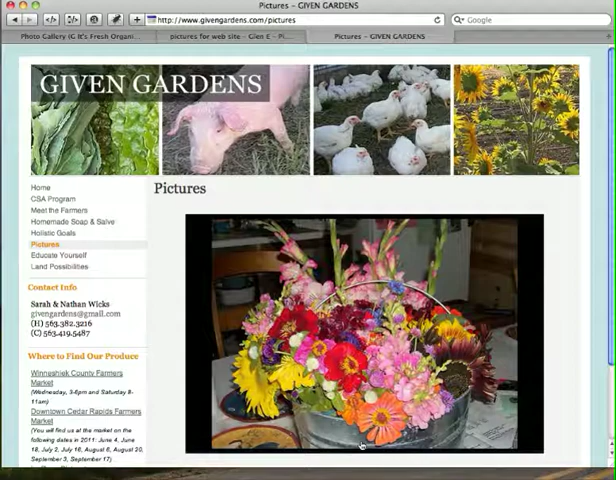 Pictures – GIVEN GARDENS
http://www.givengardens.com/pictures
Google
Photo Gallery (G It's Fresh Organi...
pictures for web site – Glen E – Pi...
Pictures – GIVEN GARDENS
GIVEN GARDENS
Home
CSA Program
Meet the Farmers
Homemade Soap & Salve
Holistic Goals
Pictures
Educate Yourself
Land Possibilities
Contact Info
Sarah & Nathan Wicks
givengardens@gmail.com
(H) 563.382.3216
(C) 563.419.5487
Where to Find Our Produce
Winneshiek County Farmers
Market
(Wednesday, 3-6pm and Saturday 8-
11am)
Downtown Cedar Rapids Farmers
Market
(You will find us at the market on the
following dates in 2011: June 4, June
18, July 2, July 16, August 6, August 20,
September 3, September 17)
Pictures